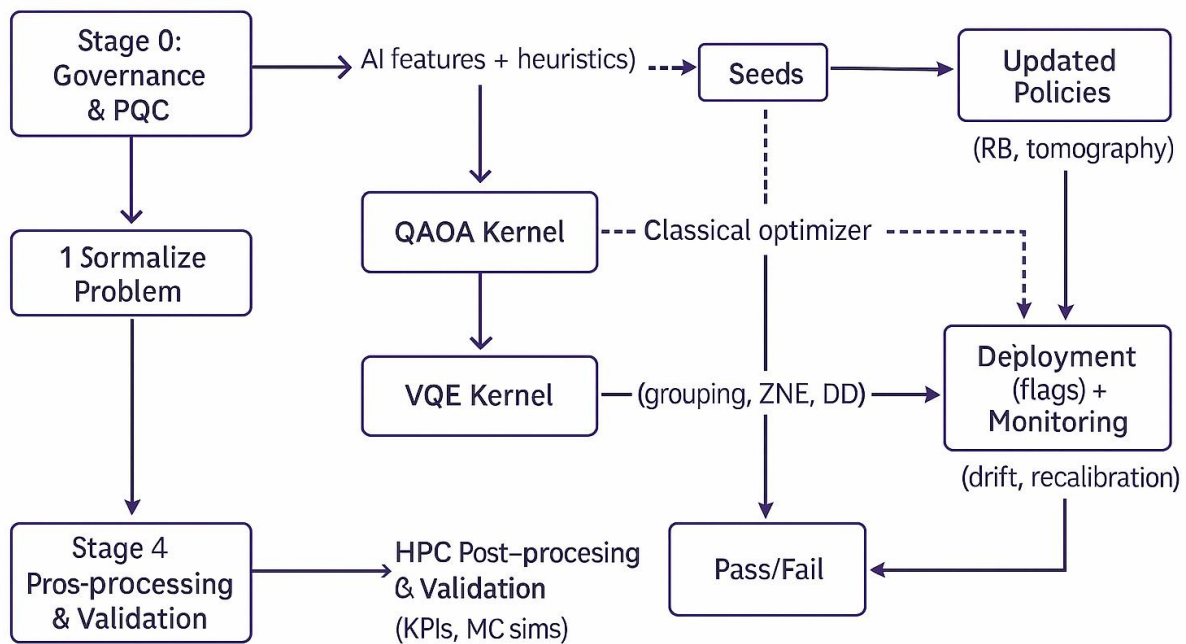 Stage 0:
Governance
& PQC
AI features + heuristics)
Seeds
Updated
Policies
(RB, tomography)
1 Sormalize
Problem
QAOA Kernel
Classical optimizer
VQE Kernel
(grouping, ZNE, DD)
Deployment
(flags) +
Monitoring
(drift, recalibration)
Stage 4
Pros-processing
& Validation
HPC Post-procesing
& Validation
(KPIs, MC sims)
Pass/Fail